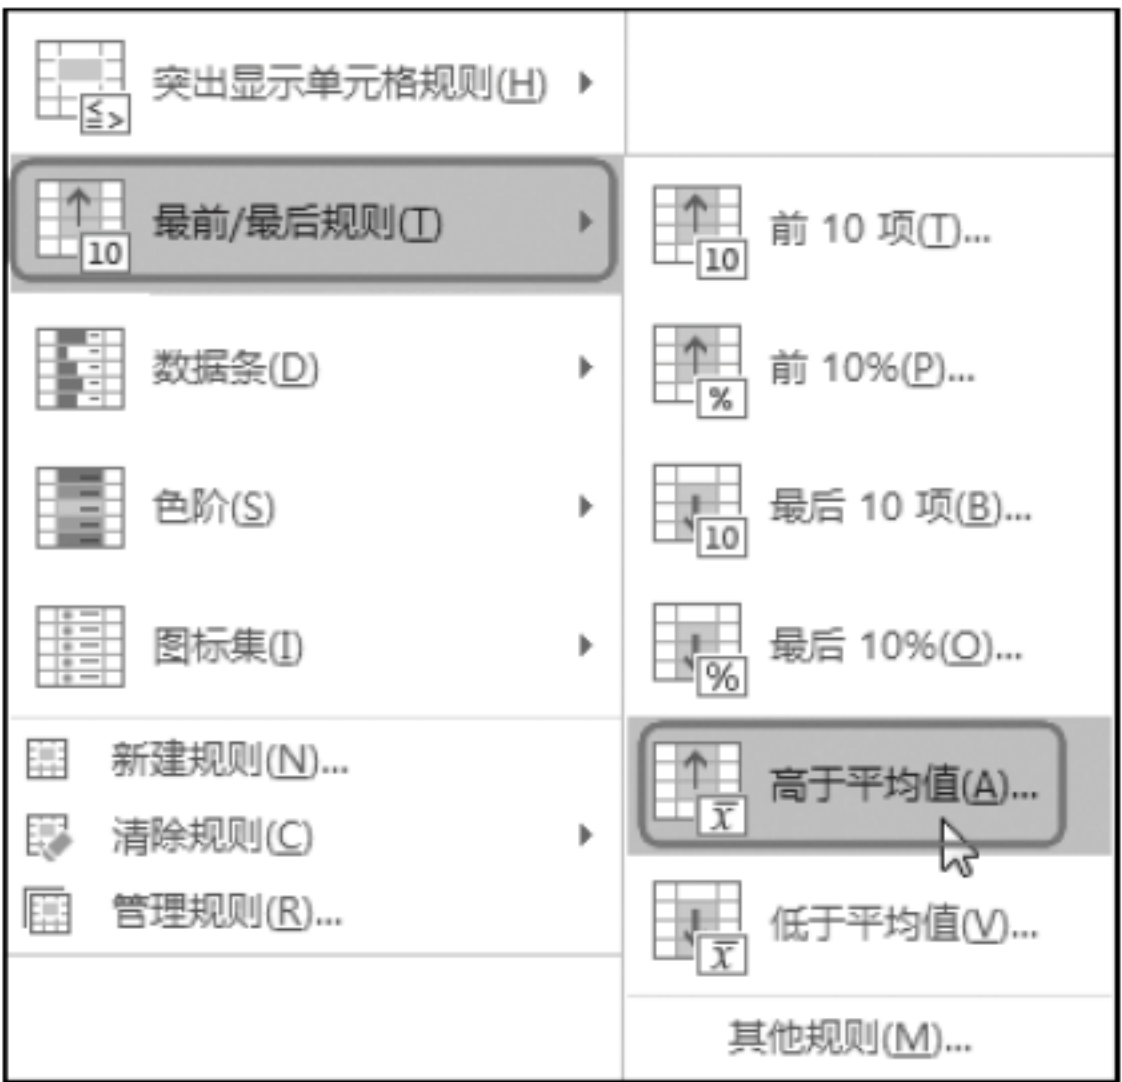 突出显示单元格规则(H)
最前/最后规则(T)
数据条(D)
色阶(S)
图标集(I)
新建规则(N)...
清除规则(C)
管理规则(R)...
前 10 项(T)...
前 10%(P)...
最后 10 项(B)...
最后 10%(O)...
高于平均值(A)...
低于平均值(V)...
其他规则(M)...